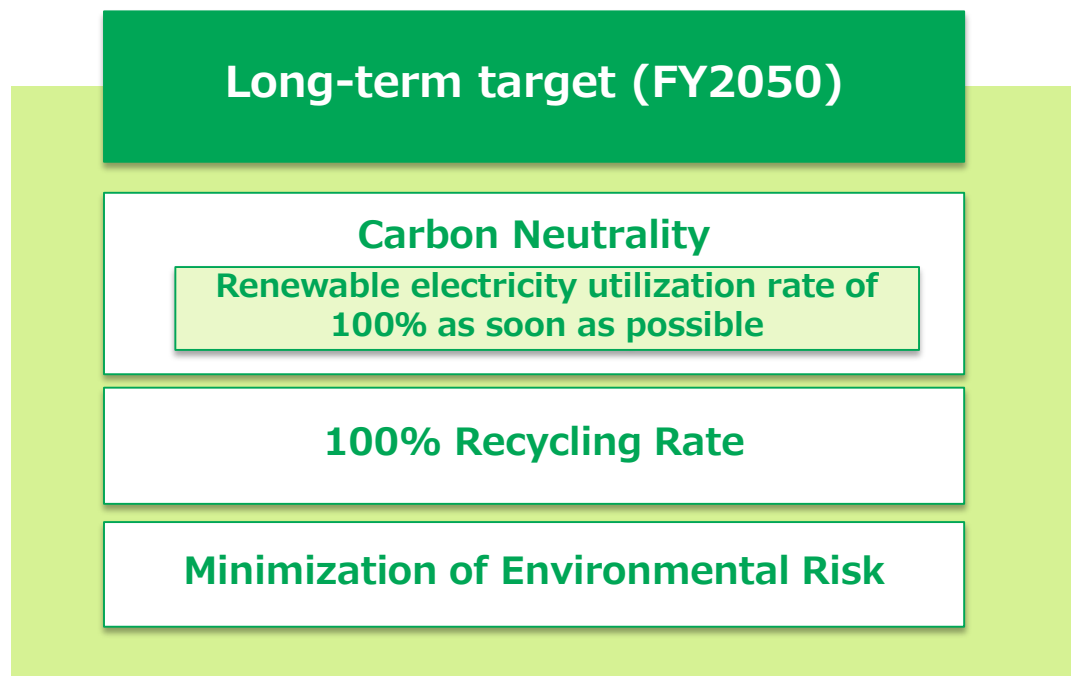 Long-term target (FY2050)
Carbon Neutrality
Renewable electricity utilization rate of
100% as soon as possible
100% Recycling Rate
Minimization of Environmental Risk